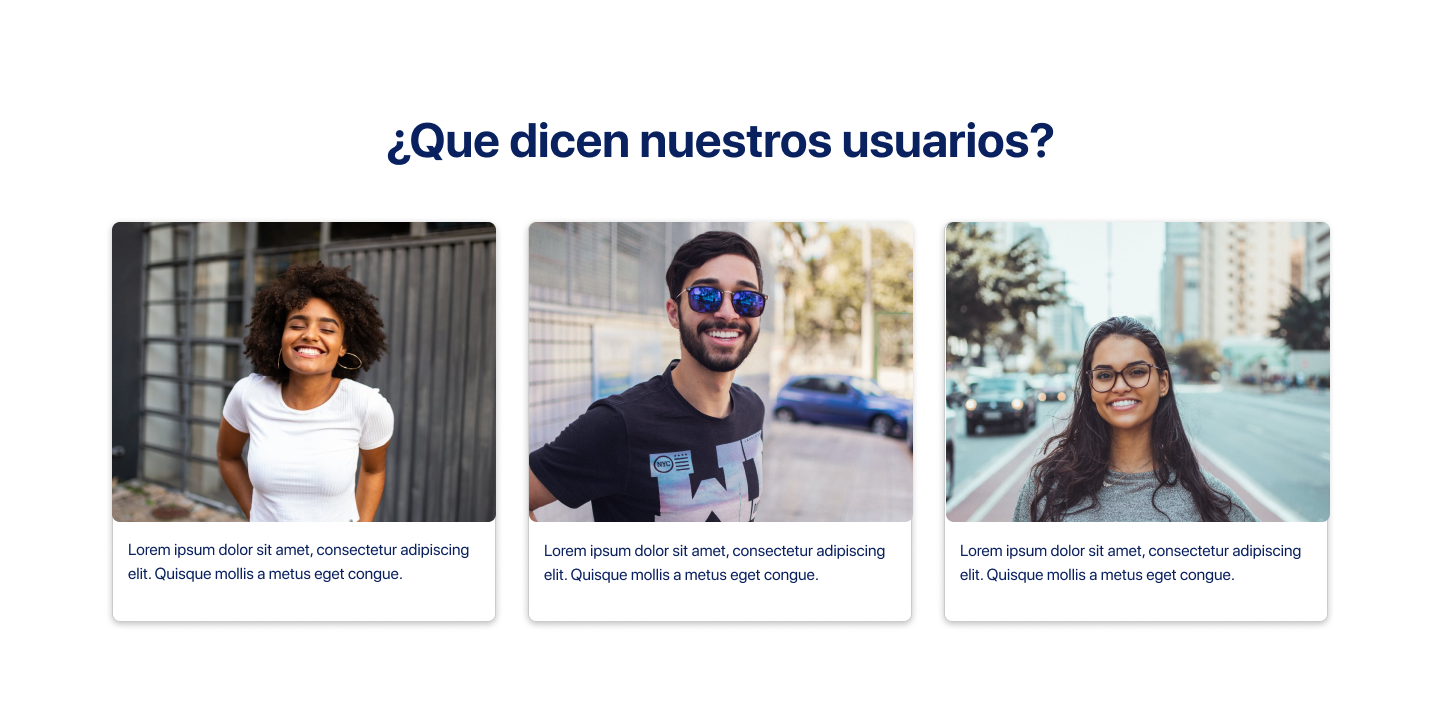 ¿Que dicen nuestros usuarios?
NYC
Lorem ipsum dolor sit amet, consectetur adipiscing
elit. Quisque mollis a metus eget congue.
Lorem ipsum dolor sit amet, consectetur adipiscing
elit. Quisque mollis a metus eget congue.
Lorem ipsum dolor sit amet, consectetur adipiscing
elit. Quisque mollis a metus eget congue.